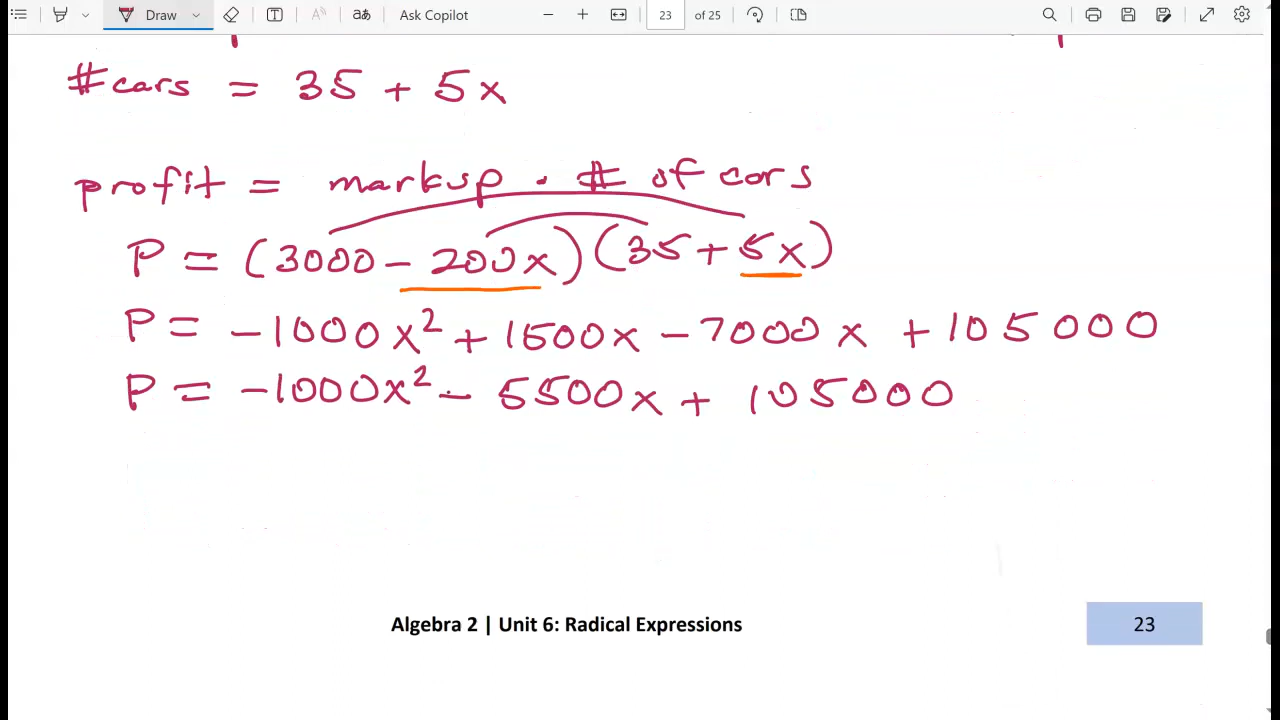 Draw
Ask Copilot
23 of 25
#cars = 35 + 5x
profit = markup . # of cars
P = (3000 - 200x)(35 + 5x)
P = -1000x² + 1500x - 7000x + 105000
P = -1000x² - 5500x + 105000
Algebra 2 | Unit 6: Radical Expressions
23